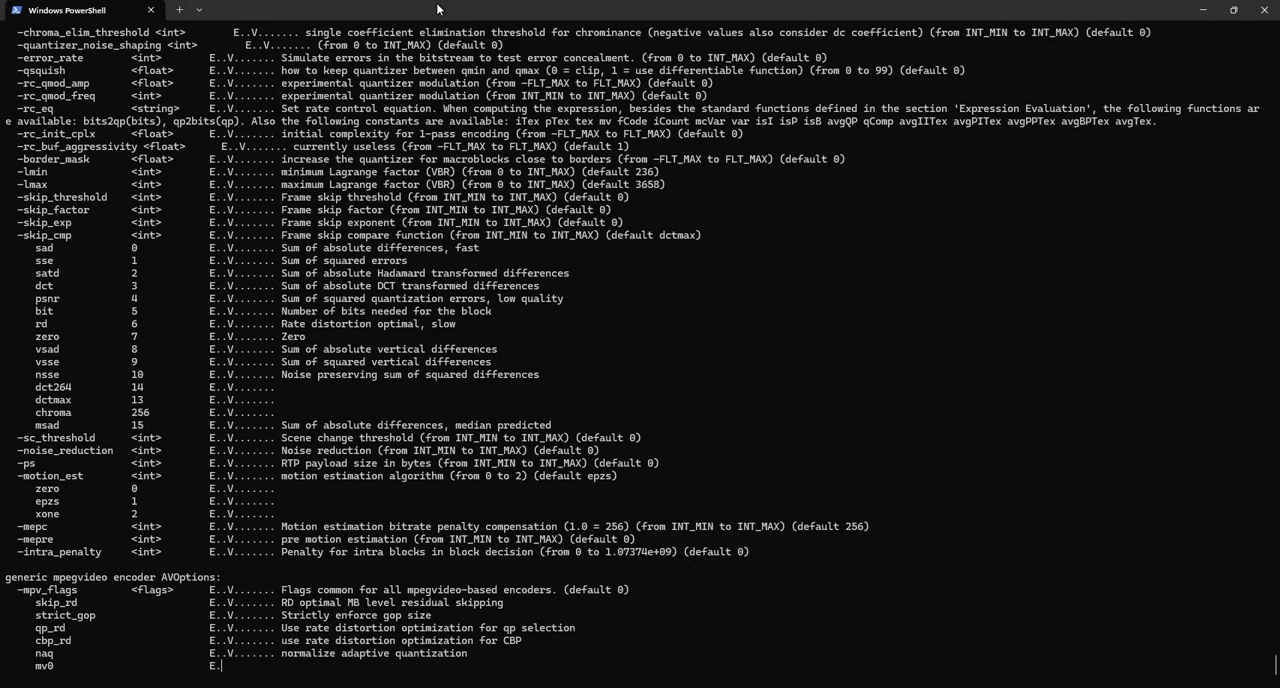 Windows PowerShell
-chroma_elim_threshold <int>        E..V....... single coefficient elimination threshold for chrominance (negative values also consider dc coefficient) (from INT_MIN to INT_MAX) (default 0)
-quantizer_noise_shaping <int>        E..V....... (from 0 to INT_MAX) (default 0)
-error_rate        <int>        E..V....... Simulate errors in the bitstream to test error concealment. (from 0 to INT_MAX) (default 0)
-qsquish           <float>      E..V....... how to keep quantizer between qmin and qmax (0 = clip, 1 = use differentiable function) (from 0 to 99) (default 0)
-rc_qmod_amp       <float>      E..V....... experimental quantizer modulation (from -FLT_MAX to FLT_MAX) (default 0)
-rc_qmod_freq      <int>        E..V....... experimental quantizer modulation (from INT_MIN to INT_MAX) (default 0)
-rc_eq             <string>     E..V....... Set rate control equation. When computing the expression, besides the standard functions defined in the section 'Expression Evaluation', the following functions ar
e available: bits2qp(bits), qp2bits(qp). Also the following constants are available: iTex pTex tex mv fCode iCount mcVar var isI isP isB avgQP qComp avgIITex avgPITex avgPPTex avgBPTex avgTex.
-rc_init_cplx      <float>      E..V....... initial complexity for 1-pass encoding (from -FLT_MAX to FLT_MAX) (default 0)
-rc_buf_aggressivity <float>      E..V....... currently useless (from -FLT_MAX to FLT_MAX) (default 1)
-border_mask       <float>      E..V....... increase the quantizer for macroblocks close to borders (from -FLT_MAX to FLT_MAX) (default 0)
-lmin              <int>        E..V....... minimum Lagrange factor (VBR) (from 0 to INT_MAX) (default 236)
-lmax              <int>        E..V....... maximum Lagrange factor (VBR) (from 0 to INT_MAX) (default 3658)
-skip_threshold    <int>        E..V....... Frame skip threshold (from INT_MIN to INT_MAX) (default 0)
-skip_factor       <int>        E..V....... Frame skip factor (from INT_MIN to INT_MAX) (default 0)
-skip_exp          <int>        E..V....... Frame skip exponent (from INT_MIN to INT_MAX) (default 0)
-skip_cmp          <int>        E..V....... Frame skip compare function (from INT_MIN to INT_MAX) (default dctmax)
sad             0            E..V....... Sum of absolute differences, fast
sse             1            E..V....... Sum of squared errors
satd            2            E..V....... Sum of absolute Hadamard transformed differences
dct             3            E..V....... Sum of absolute DCT transformed differences
psnr            4            E..V....... Sum of squared quantization errors, low quality
bit             5            E..V....... Number of bits needed for the block
rd              6            E..V....... Rate distortion optimal, slow
zero            7            E..V....... Zero
vsad            8            E..V....... Sum of absolute vertical differences
vsse            9            E..V....... Sum of squared vertical differences
nsse            10           E..V....... Noise preserving sum of squared differences
dct264          14           E..V.......
dctmax          13           E..V.......
chroma          256          E..V.......
msad            15           E..V....... Sum of absolute differences, median predicted
-sc_threshold      <int>        E..V....... Scene change threshold (from INT_MIN to INT_MAX) (default 0)
-noise_reduction   <int>        E..V....... Noise reduction (from INT_MIN to INT_MAX) (default 0)
-ps                <int>        E..V....... RTP payload size in bytes (from INT_MIN to INT_MAX) (default 0)
-motion_est        <int>        E..V....... motion estimation algorithm (from 0 to 2) (default epzs)
zero            0            E..V.......
epzs            1            E..V.......
xone            2            E..V.......
-mepc              <int>        E..V....... Motion estimation bitrate penalty compensation (1.0 = 256) (from INT_MIN to INT_MAX) (default 256)
-mepre             <int>        E..V....... pre motion estimation (from INT_MIN to INT_MAX) (default 0)
-intra_penalty     <int>        E..V....... Penalty for intra blocks in block decision (from 0 to 1.07374e+09) (default 0)
generic mpegvideo encoder AVOptions:
-mpv_flags         <flags>      E..V....... Flags common for all mpegvideo-based encoders. (default 0)
skip_rd                      E..V....... RD optimal MB level residual skipping
strict_gop                   E..V....... Strictly enforce gop size
qp_rd                        E..V....... Use rate distortion optimization for qp selection
cbp_rd                       E..V....... use rate distortion optimization for CBP
naq                          E..V....... normalize adaptive quantization
mv0                          E.